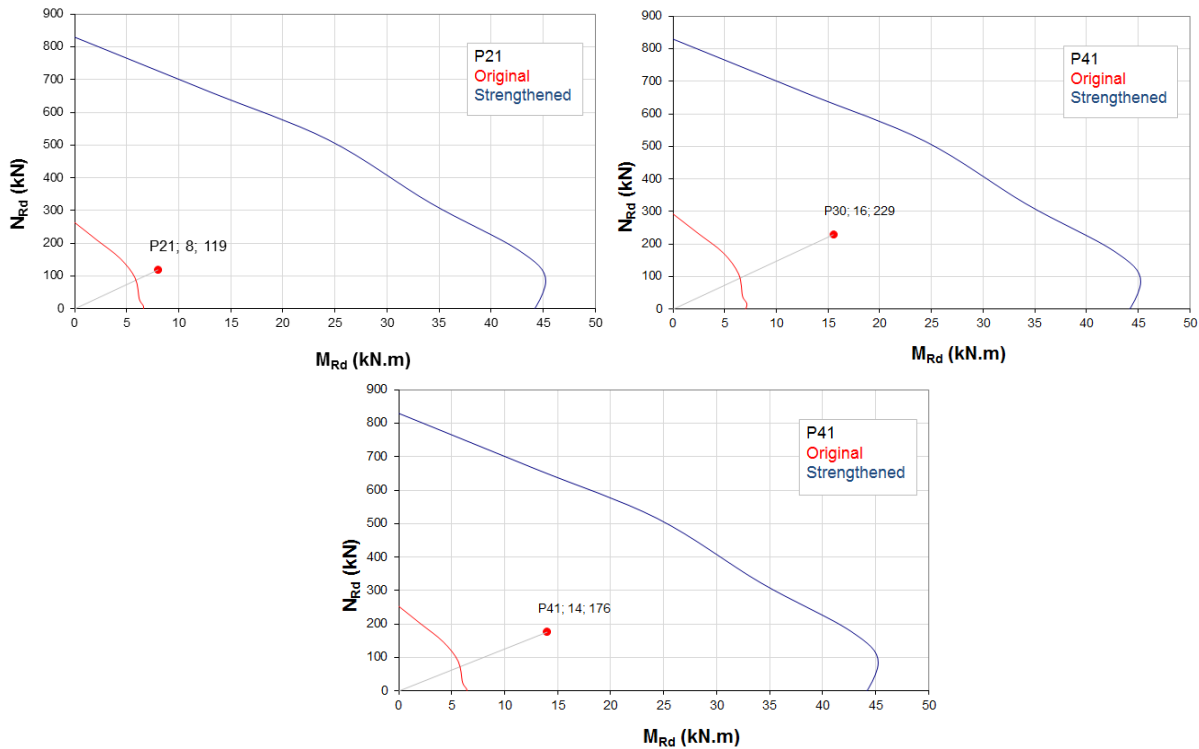 900
800
700
600
500
400
300
200
100
0
N_Rd (kN)
P21
Original
Strengthened
P21; 8; 119
0 5 10 15 20 25 30 35 40 45 50
M_Rd (kN.m)
900
800
700
600
500
400
300
200
100
0
N_Rd (kN)
P41
Original
Strengthened
P30; 16; 229
0 5 10 15 20 25 30 35 40 45 50
M_Rd (kN.m)
900
800
700
600
500
400
300
200
100
0
N_Rd (kN)
P41
Original
Strengthened
P41; 14; 176
0 5 10 15 20 25 30 35 40 45 50
M_Rd (kN.m)